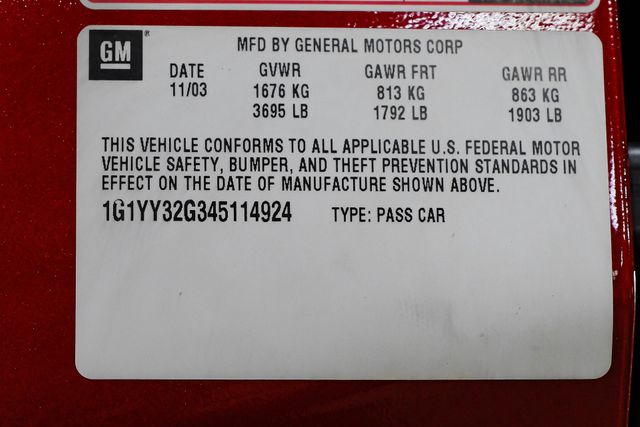 GM®
MFD BY GENERAL MOTORS CORP
DATE GVWR GAWR FRT GAWR RR
11/03 1676 KG 813 KG 863 KG
3695 LB 1792 LB 1903 LB
THIS VEHICLE CONFORMS TO ALL APPLICABLE U.S. FEDERAL MOTOR
VEHICLE SAFETY, BUMPER, AND THEFT PREVENTION STANDARDS IN
EFFECT ON THE DATE OF MANUFACTURE SHOWN ABOVE.
1G1YY32G345114924 TYPE: PASS CAR